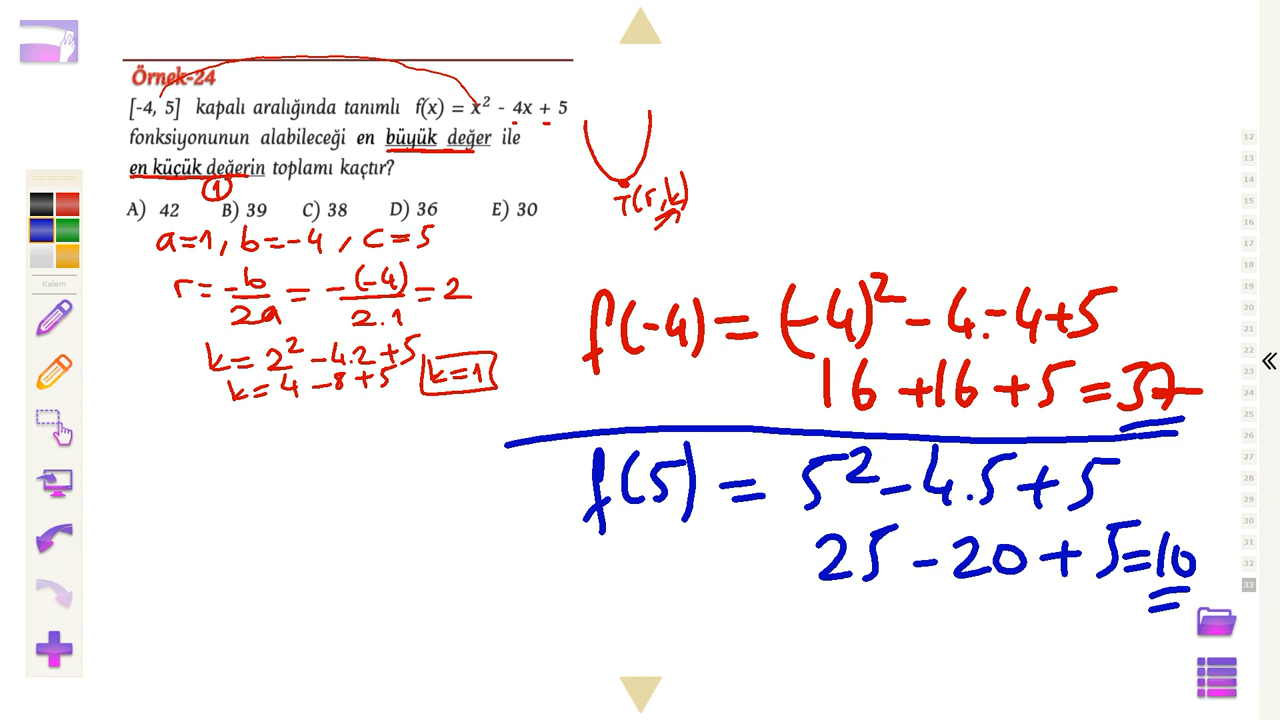 Örnek-24
[-4, 5] kapalı aralığında tanımlı f(x) = x² - 4x + 5
fonksiyonunun alabileceği en büyük değer ile
en küçük değerin toplamı kaçtır?
1
A) 42 B) 39 C) 38 D) 36 E) 30
a=1, b=-4, c=5
r = -b/2a = -(-4)/2.1 = 2
k = 2² - 4.2 + 5
k = 4 - 8 + 5
k=1
T(r,k)
f(-4) = (-4)² - 4.-4+5
16 + 16 + 5 = 37
f(5) = 5² - 4.5 + 5
25 - 20 + 5 = 10
Kalem
12
13
14
15
16
17
18
19
20
21
22
23
24
25
26
27
28
29
30
31
32
33